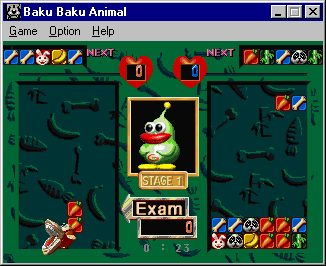 Baku Baku Animal
Game Option Help
NEXT NEXT
0 0
STAGE 1
Exam
0
0 : 23